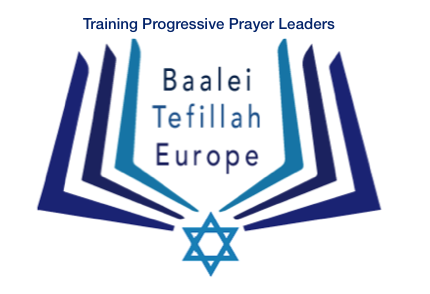 Training Progressive Prayer Leaders
Baalei
Tefillah
Europe